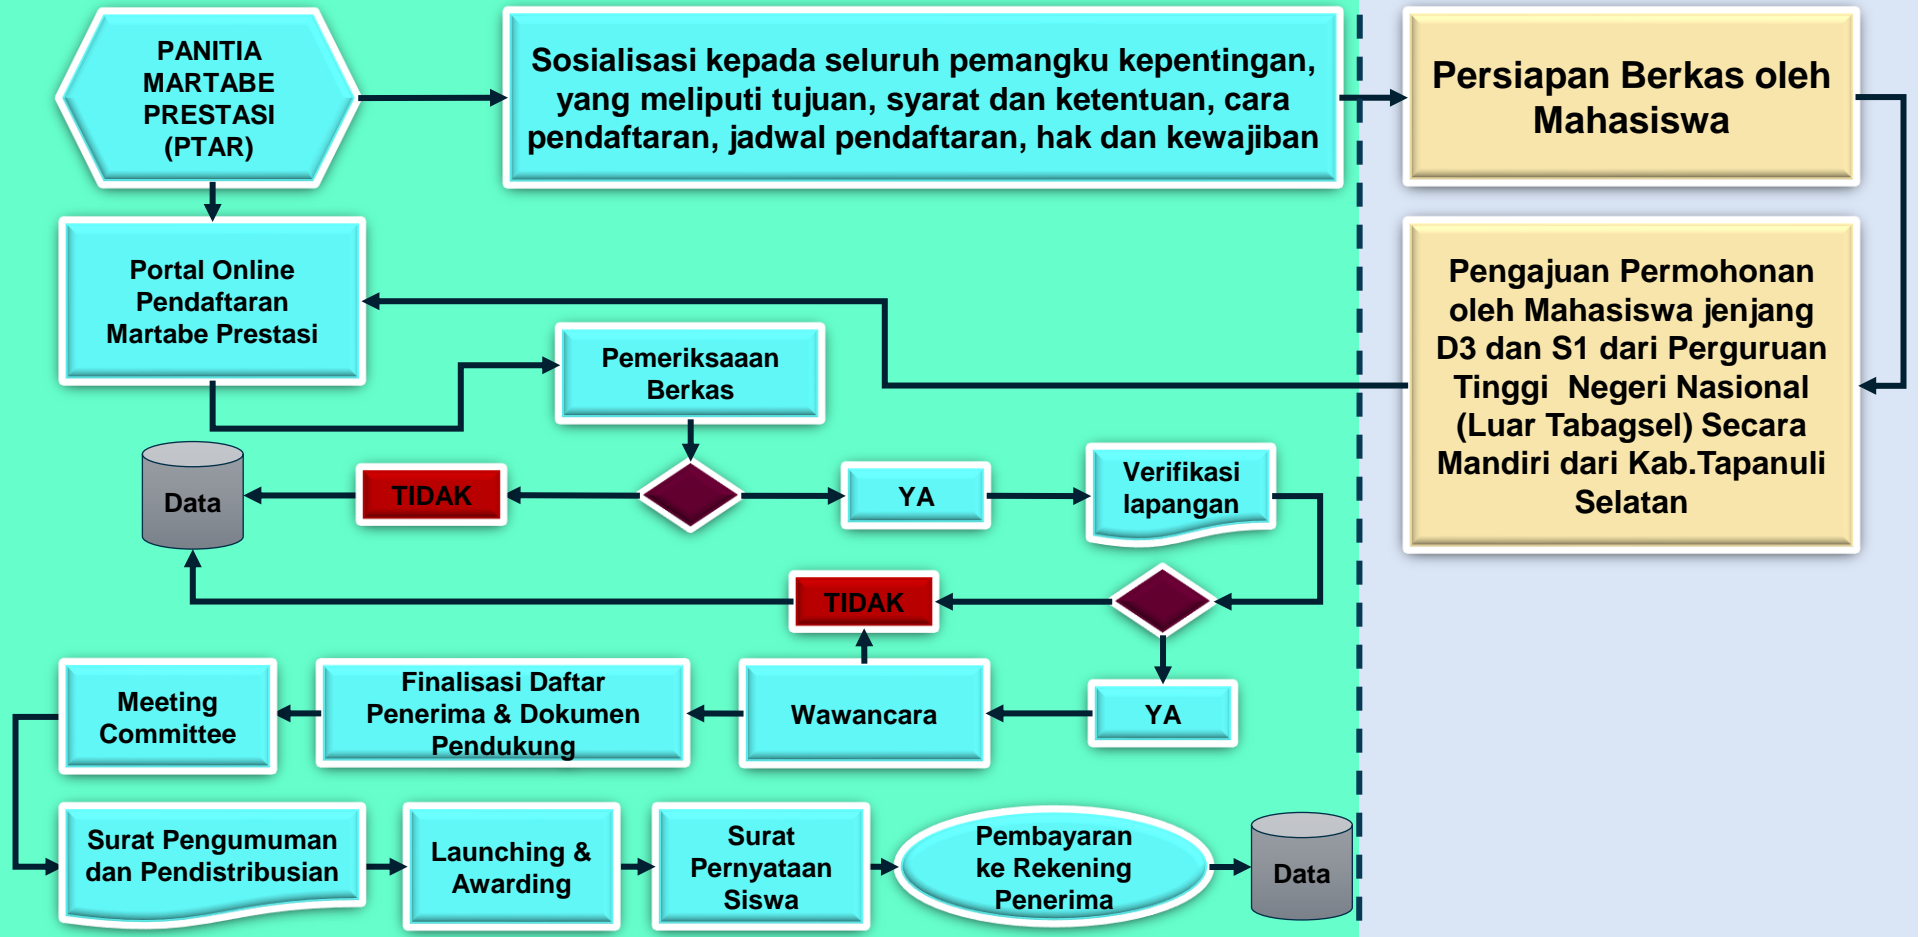 PANITIA
MARTABE
PRESTASI
(PTAR)
Sosialisasi kepada seluruh pemangku kepentingan,
yang meliputi tujuan, syarat dan ketentuan, cara
pendaftaran, jadwal pendaftaran, hak dan kewajiban
Persiapan Berkas oleh
Mahasiswa
Portal Online
Pendaftaran
Martabe Prestasi
Pengajuan Permohonan
oleh Mahasiswa jenjang
D3 dan S1 dari Perguruan
Tinggi Negeri Nasional
(Luar Tabagsel) Secara
Mandiri dari Kab.Tapanuli
Selatan
Pemeriksaaan
Berkas
Data
TIDAK
YA
Verifikasi
lapangan
TIDAK
Meeting
Committee
Finalisasi Daftar
Penerima & Dokumen
Pendukung
Wawancara
YA
Surat Pengumuman
dan Pendistribusian
Launching &
Awarding
Surat
Pernyataan
Siswa
Pembayaran
ke Rekening
Penerima
Data